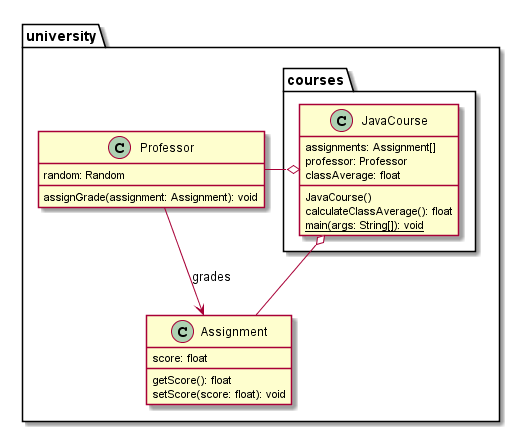 university
courses
C JavaCourse
assignments: Assignment[]
professor: Professor
classAverage: float
JavaCourse()
calculateClassAverage(): float
main(args: String[]): void
C Professor
random: Random
assignGrade(assignment: Assignment): void
grades
C Assignment
score: float
getScore(): float
setScore(score: float): void